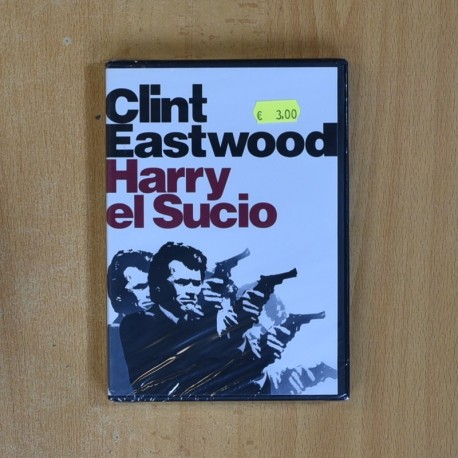 Clint
Eastwood
Harry
el Sucio
€ 3,00